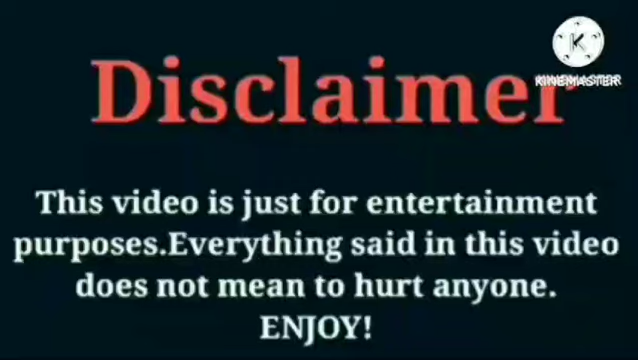 K
KINEMASTER
Disclaimer
This video is just for entertainment
purposes.Everything said in this video
does not mean to hurt anyone.
ENJOY!